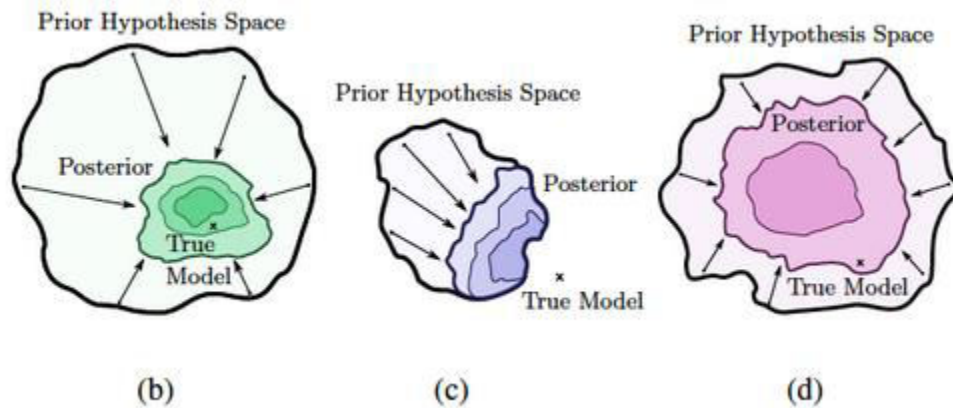 Prior Hypothesis Space
Posterior
True
Model
(b)
Prior Hypothesis Space
Posterior
True Model
(c)
Prior Hypothesis Space
Posterior
True Model
(d)